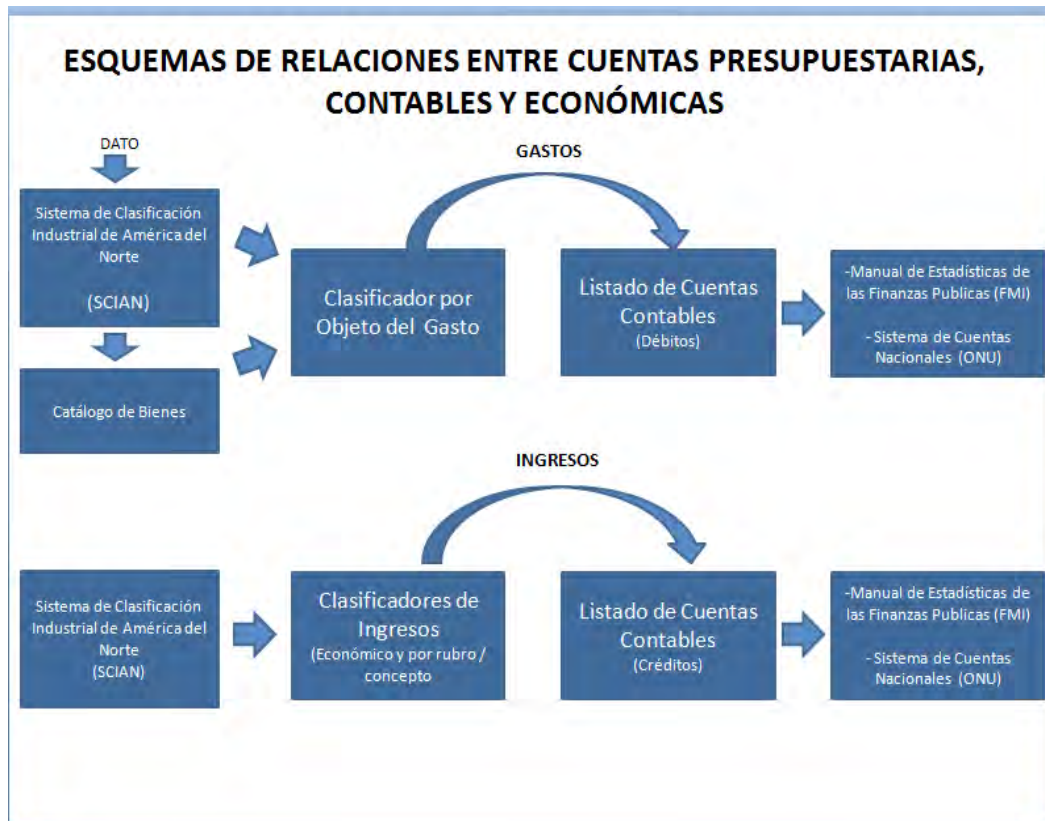 ESQUEMAS DE RELACIONES ENTRE CUENTAS PRESUPUESTARIAS,
CONTABLES Y ECONÓMICAS
DATO
GASTOS
Sistema de Clasificación
Industrial de América del
Norte
(SCIAN)
Catálogo de Bienes
Clasificador por
Objeto del Gasto
Listado de Cuentas
Contables
(Débitos)
-Manual de Estadísticas de
las Finanzas Publicas (FMI)
- Sistema de Cuentas
Nacionales (ONU)
INGRESOS
Sistema de Clasificación
Industrial de América del
Norte
(SCIAN)
Clasificadores de
Ingresos
(Económico y por rubro /
concepto
Listado de Cuentas
Contables
(Créditos)
-Manual de Estadísticas de
las Finanzas Publicas (FMI)
- Sistema de Cuentas
Nacionales (ONU)